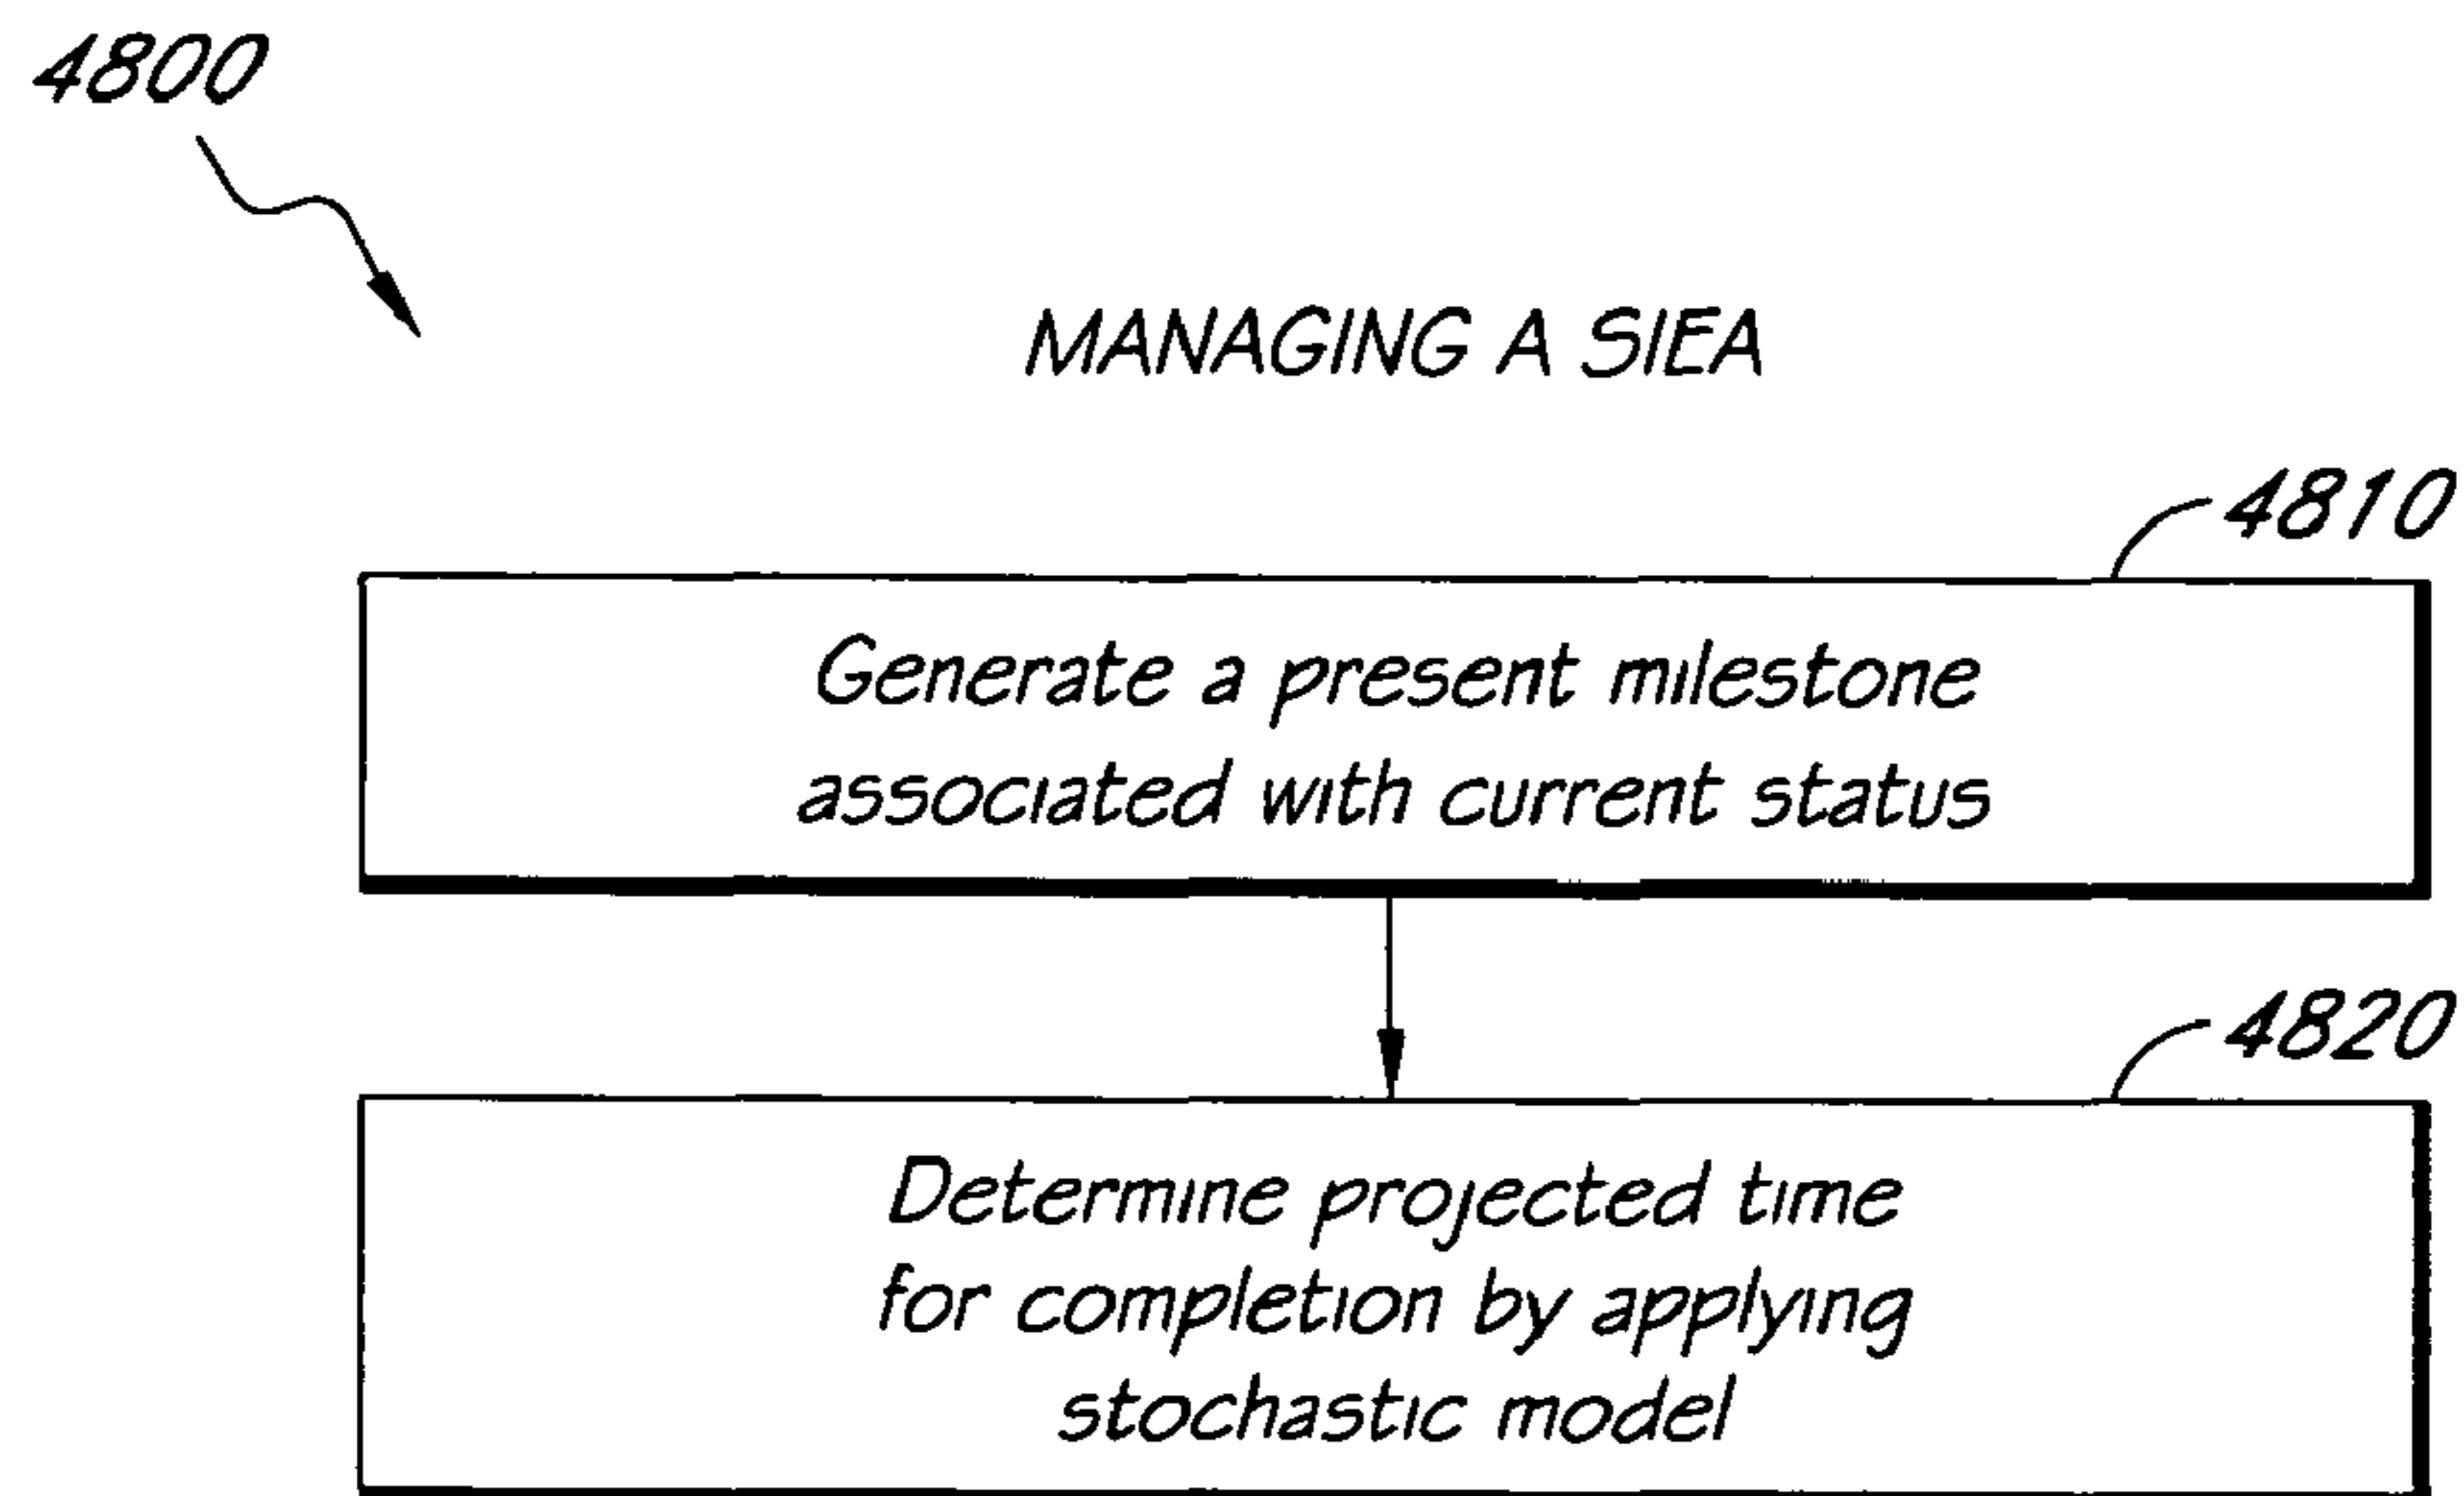 4800
MANAGING A SIEA
4810
Generate a present milestone
associated with current status
4820
Determine projected time
for completion by applying
stochastic model